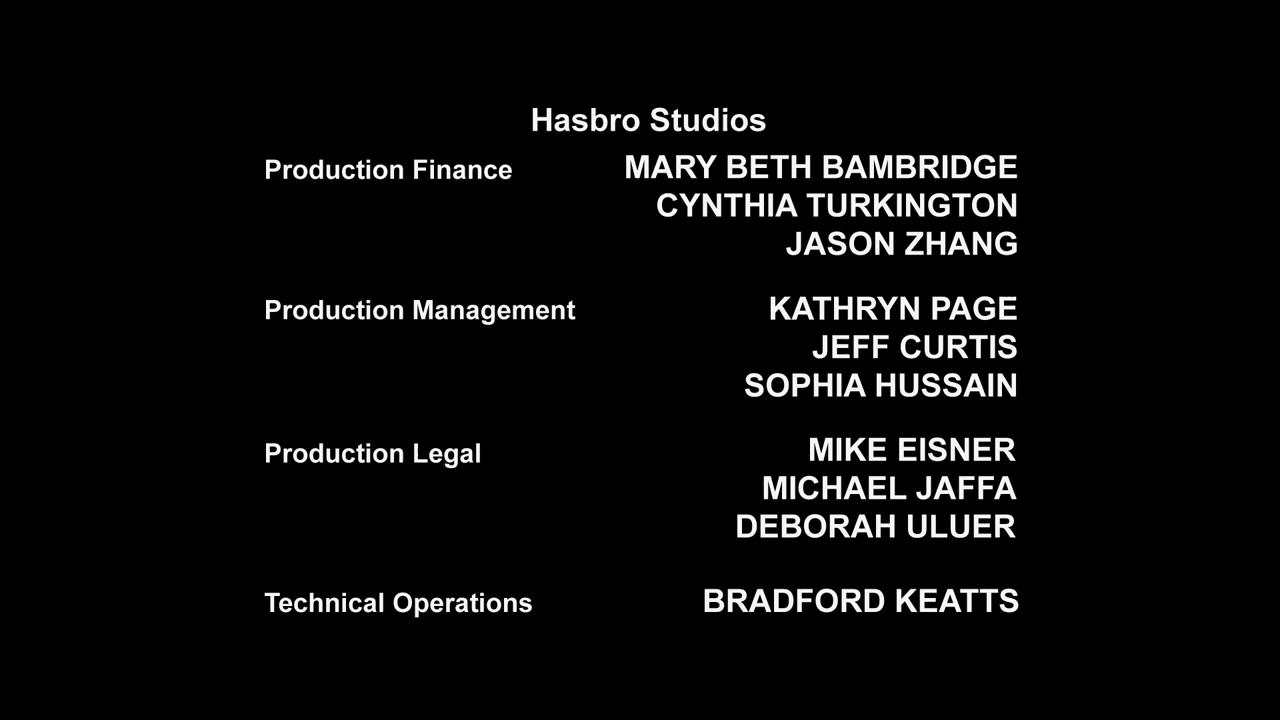 Hasbro Studios
Production Finance MARY BETH BAMBRIDGE
CYNTHIA TURKINGTON
JASON ZHANG
Production Management KATHRYN PAGE
JEFF CURTIS
SOPHIA HUSSAIN
Production Legal MIKE EISNER
MICHAEL JAFFA
DEBORAH ULUER
Technical Operations BRADFORD KEATTS